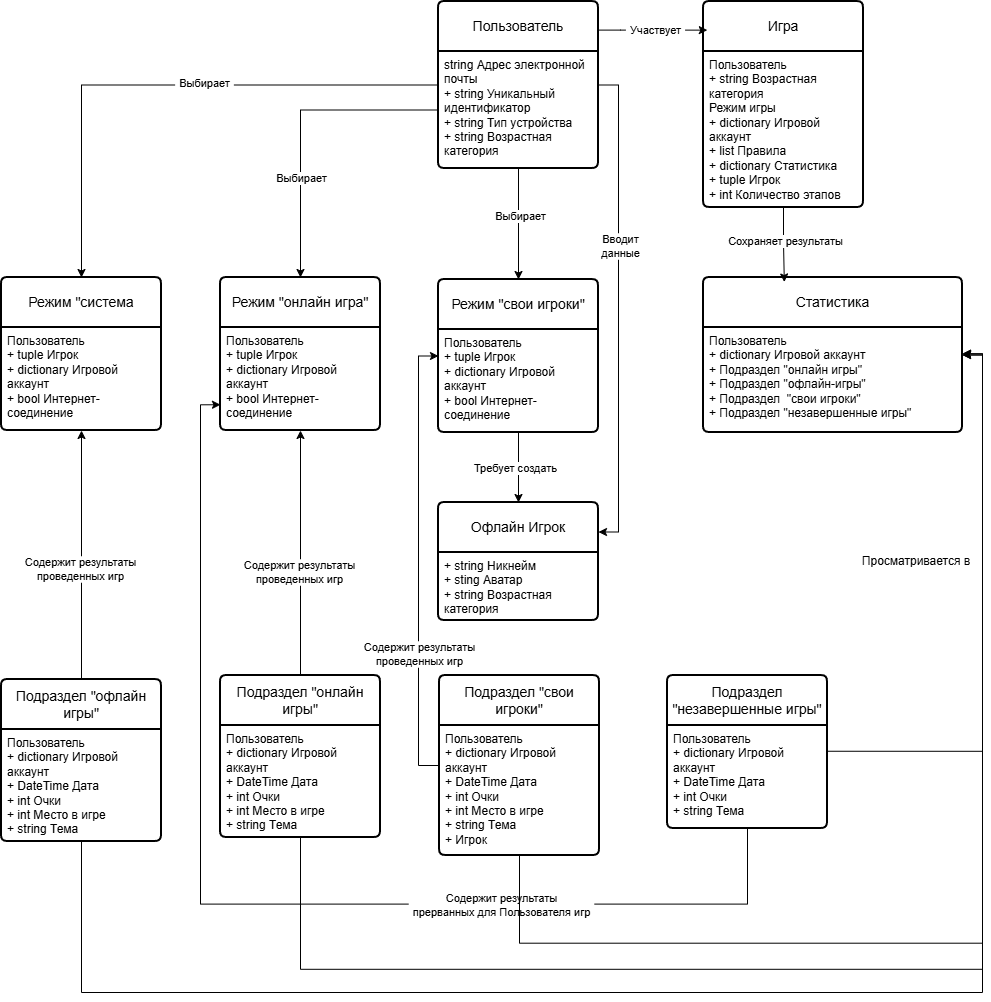 Пользователь
string Адрес электронной
почты
+ string Уникальный
идентификатор
+ string Тип устройства
+ string Возрастная
категория
Участвует
Игра
Пользователь
+ string Возрастная
категория
Режим игры
+ dictionary Игровой
аккаунт
+ list Правила
+ dictionary Статистика
+ tuple Игрок
+ int Количество этапов
Выбирает
Выбирает
Выбирает
Вводит
данные
Сохраняет результаты
Режим "система
Пользователь
+ tuple Игрок
+ dictionary Игровой
аккаунт
+ bool Интернет-
соединение
Режим "онлайн игра"
Пользователь
+ tuple Игрок
+ dictionary Игровой
аккаунт
+ bool Интернет-
соединение
Режим "свои игроки"
Пользователь
+ tuple Игрок
+ dictionary Игровой
аккаунт
+ bool Интернет-
соединение
Статистика
Пользователь
+ dictionary Игровой аккаунт
+ Подраздел "онлайн игры"
+ Подраздел "офлайн-игры"
+ Подраздел  "свои игроки"
+ Подраздел "незавершенные игры"
Требует создать
Офлайн Игрок
+ string Никнейм
+ sting Аватар
+ string Возрастная
категория
Содержит результаты
проведенных игр
Содержит результаты
проведенных игр
Содержит результаты
проведенных игр
Просматривается в
Подраздел "офлайн
игры"
Пользователь
+ dictionary Игровой
аккаунт
+ DateTime Дата
+ int Очки
+ int Место в игре
+ string Тема
Подраздел "онлайн
игры"
Пользователь
+ dictionary Игровой
аккаунт
+ DateTime Дата
+ int Очки
+ int Место в игре
+ string Тема
Подраздел "свои
игроки"
Пользователь
+ dictionary Игровой
аккаунт
+ DateTime Дата
+ int Очки
+ int Место в игре
+ string Тема
+ Игрок
Подраздел
"незавершенные игры"
Пользователь
+ dictionary Игровой
аккаунт
+ DateTime Дата
+ int Очки
+ string Тема
Содержит результаты
прерванных для Пользователя игр